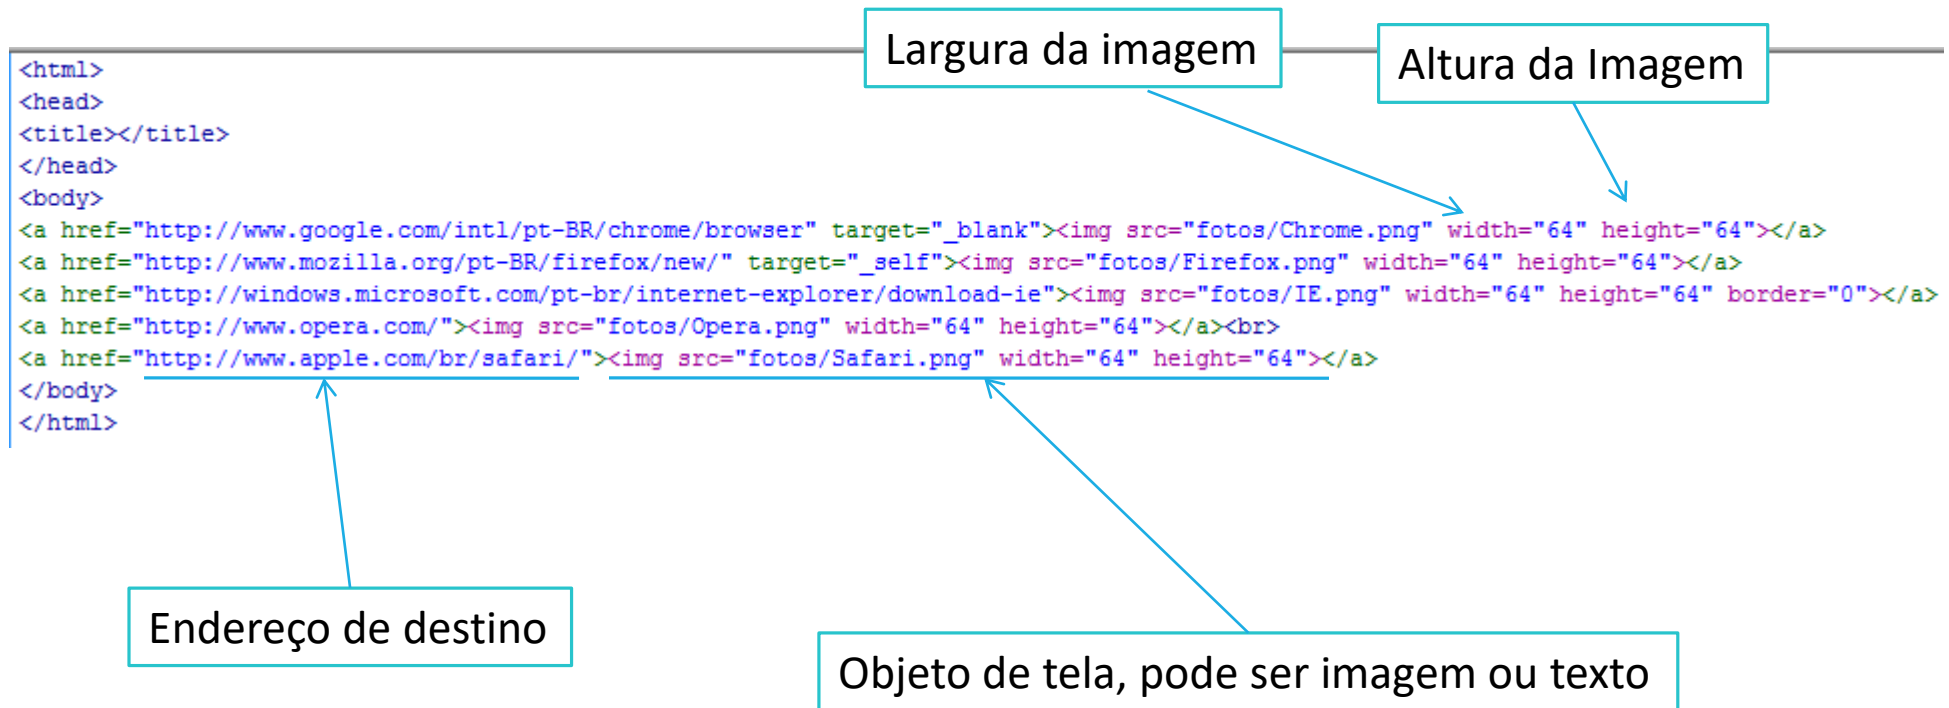 Largura da imagem
Altura da Imagem
<html>
<head>
<title></title>
</head>
<body>
<a href="http://www.google.com/intl/pt-BR/chrome/browser" target="_blank"><img src="fotos/Chrome.png" width="64" height="64"></a>
<a href="http://www.mozilla.org/pt-BR/firefox/new/" target="_self"><img src="fotos/Firefox.png" width="64" height="64"></a>
<a href="http://windows.microsoft.com/pt-br/internet-explorer/download-ie"><img src="fotos/IE.png" width="64" height="64" border="0"></a>
<a href="http://www.opera.com/"><img src="fotos/Opera.png" width="64" height="64"></a><br>
<a href="http://www.apple.com/br/safari/"><img src="fotos/Safari.png" width="64" height="64"></a>
</body>
</html>
Endereço de destino
Objeto de tela, pode ser imagem ou texto